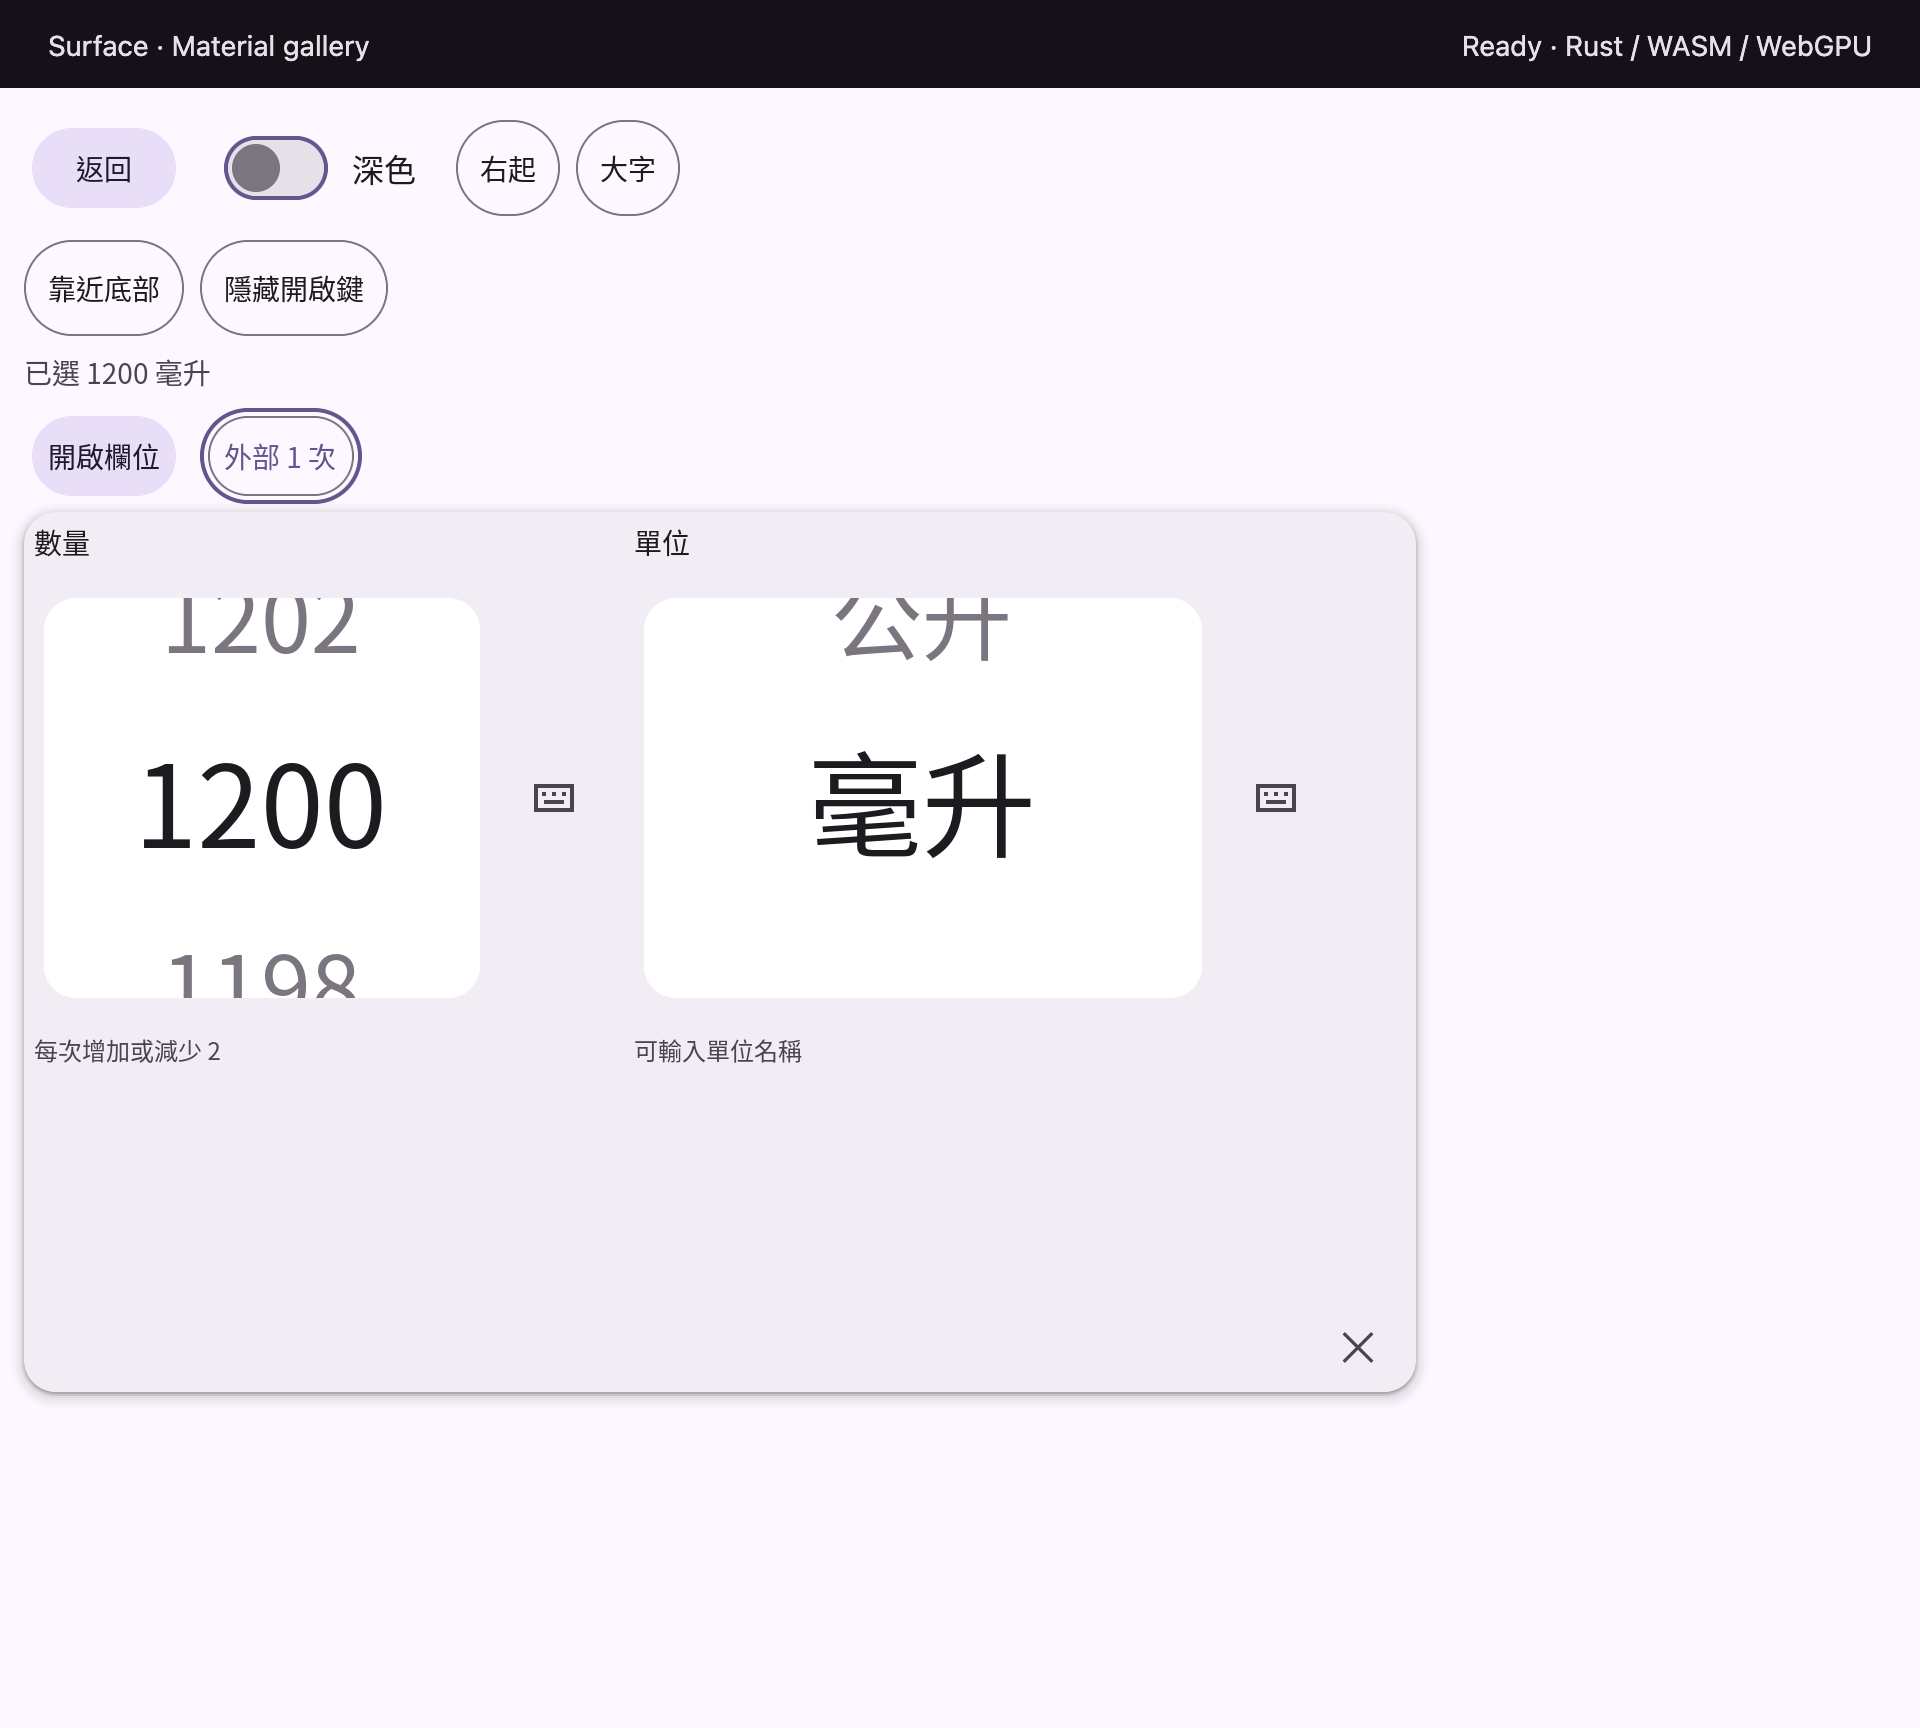 Surface · Material gallery
Ready · Rust / WASM / WebGPU
返回
深色
右起
大字
靠近底部
隱藏開啟鍵
已選 1200 毫升
開啟欄位
外部 1 次
數量
單位
1202
公升
1200
毫升
1198
每次增加或減少 2
可輸入單位名稱